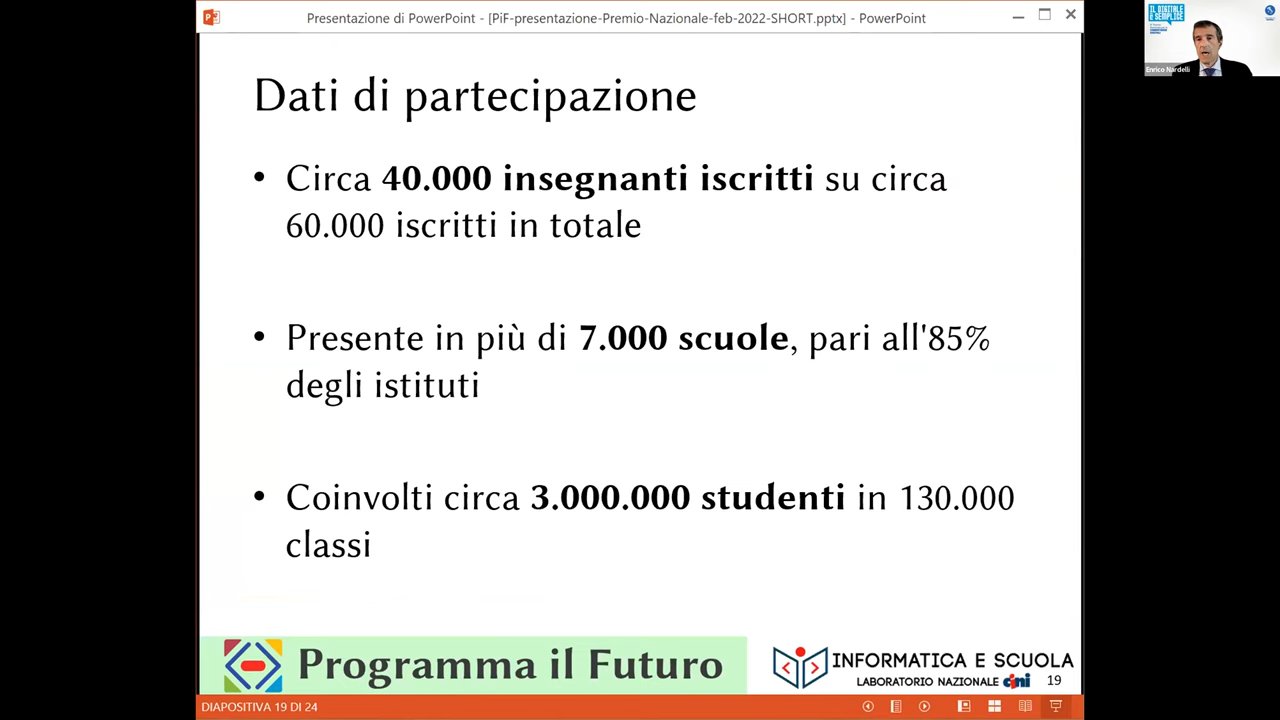 Presentazione di PowerPoint - [PiF-presentazione-Premio-Nazionale-feb-2022-SHORT.pptx] - PowerPoint
IL DIGITALE
È SEMPLICE
Enrico Nardelli
Dati di partecipazione
• Circa 40.000 insegnanti iscritti su circa
60.000 iscritti in totale
• Presente in più di 7.000 scuole, pari all'85%
degli istituti
• Coinvolti circa 3.000.000 studenti in 130.000
classi
Programma il Futuro
INFORMATICA E SCUOLA
LABORATORIO NAZIONALE cini
19
DIAPOSITIVA 19 DI 24